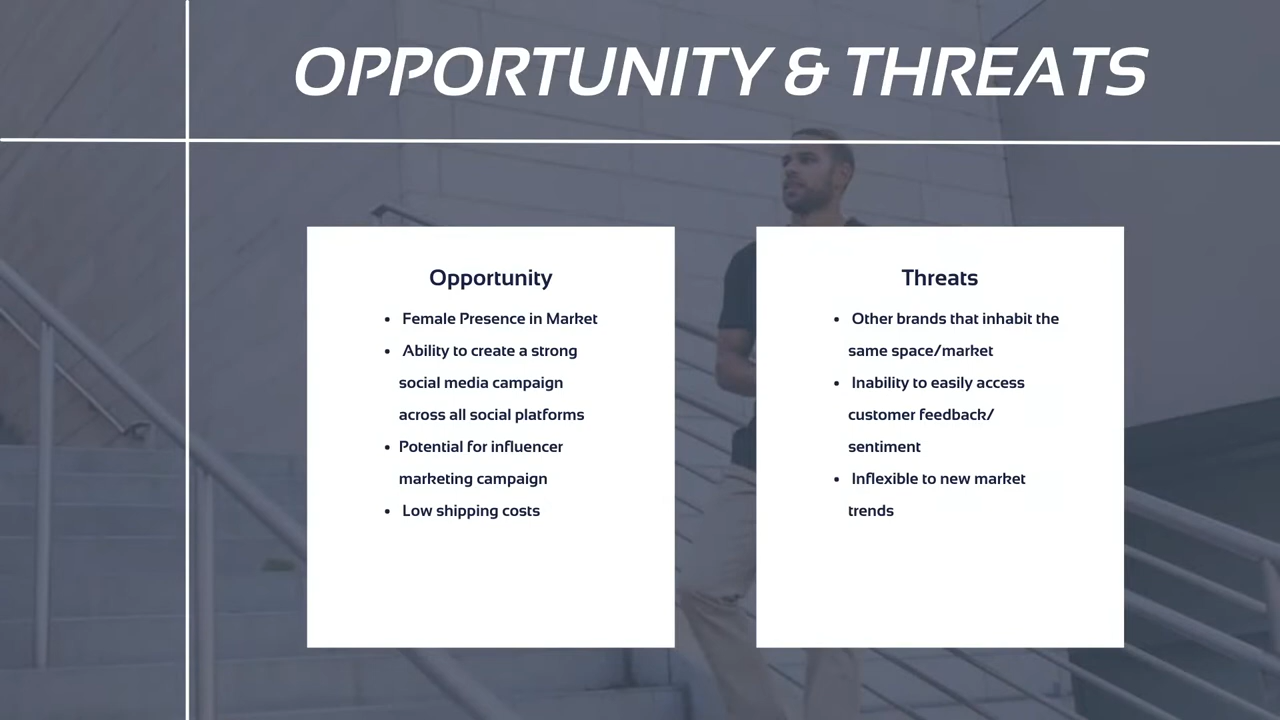 OPPORTUNITY & THREATS
Opportunity
• Female Presence in Market
• Ability to create a strong
social media campaign
across all social platforms
• Potential for influencer
marketing campaign
• Low shipping costs
Threats
• Other brands that inhabit the
same space/market
• Inability to easily access
customer feedback/
sentiment
• Inflexible to new market
trends